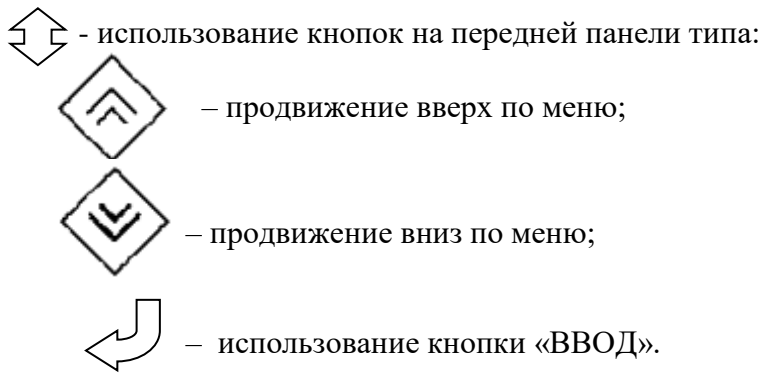 - использование кнопок на передней панели типа:
– продвижение вверх по меню;
– продвижение вниз по меню;
– использование кнопки «ВВОД».